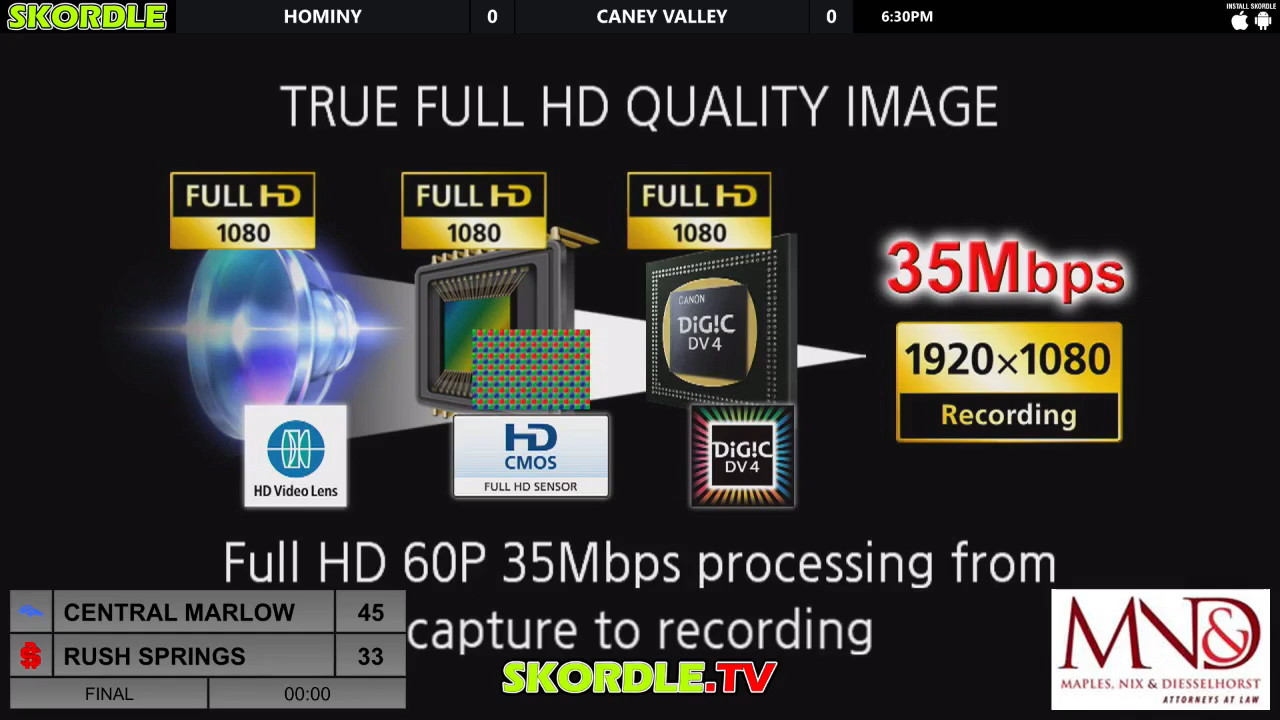 SKORDLE
HOMINY 0 CANEY VALLEY 0 6:30PM
INSTALL SKORDLE
TRUE FULL HD QUALITY IMAGE
FULL HD FULL HD FULL HD
1080 1080 1080
35Mbps
CANON
DiG!C
DV 4
1920×1080
Recording
HD Video Lens
HD
CMOS
FULL HD SENSOR
DiG!C
DV 4
Full HD 60P 35Mbps processing from
capture to recording
CENTRAL MARLOW 45
RUSH SPRINGS 33
FINAL 00:00
SKORDLE.TV
MN&D
MAPLES, NIX & DIESSELHORST
ATTORNEYS AT LAW